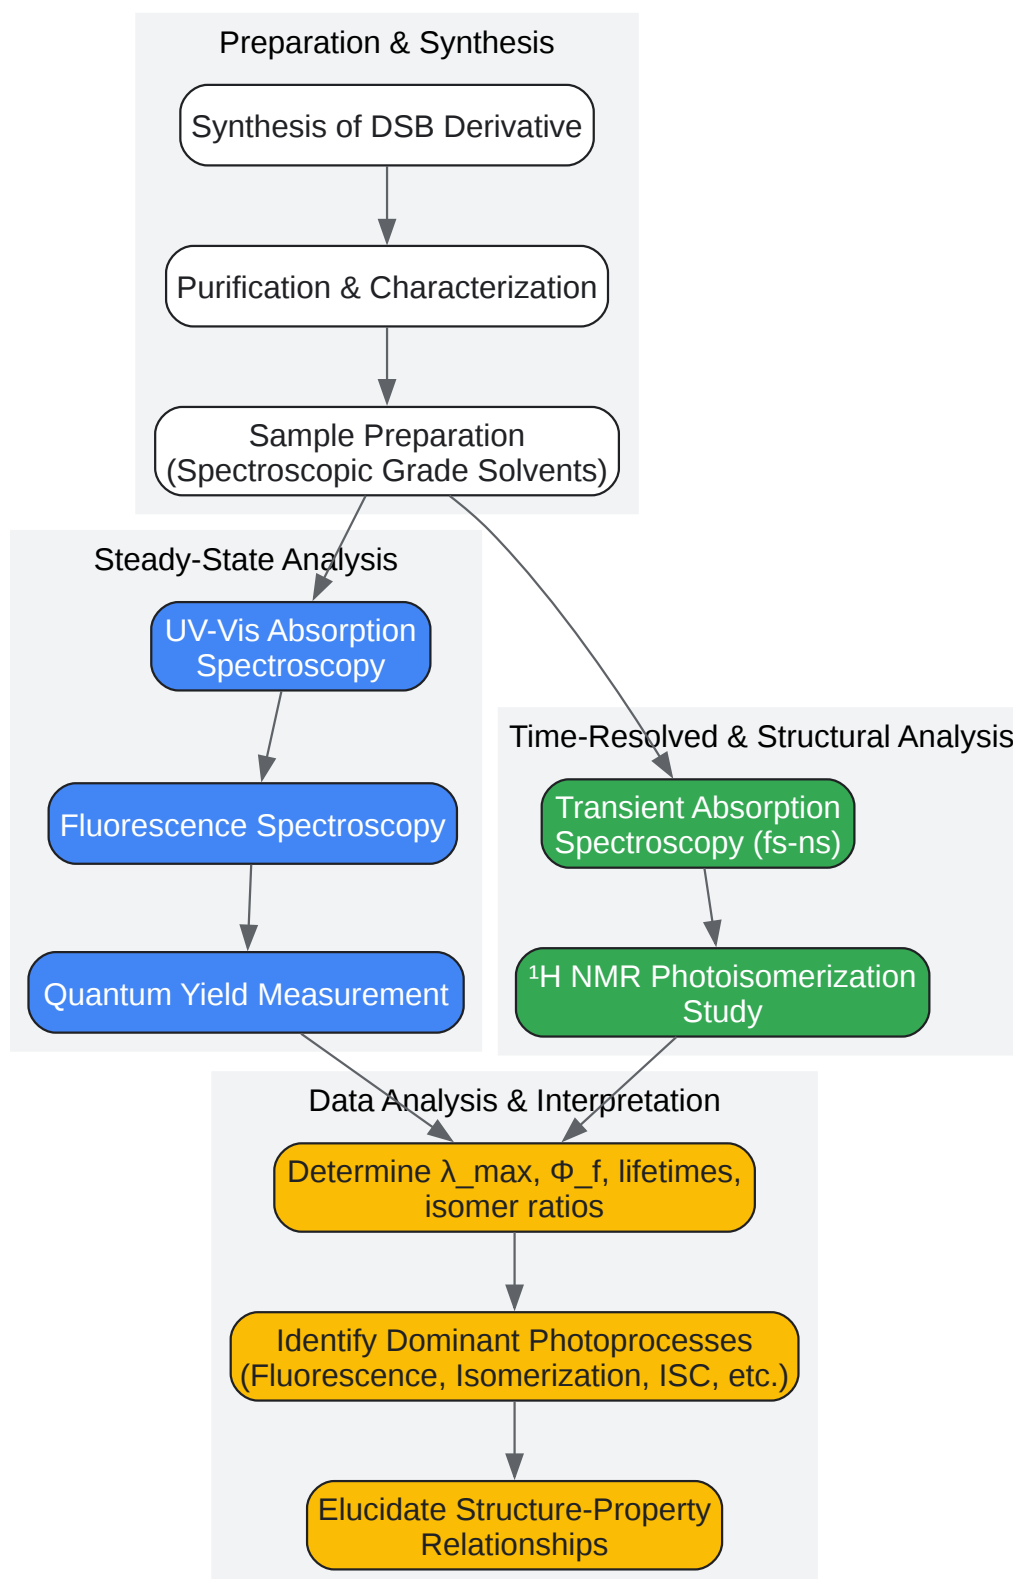 Preparation & Synthesis
Synthesis of DSB Derivative
Purification & Characterization
Sample Preparation
(Spectroscopic Grade Solvents)
Steady-State Analysis
UV-Vis Absorption
Spectroscopy
Fluorescence Spectroscopy
Quantum Yield Measurement
Time-Resolved & Structural Analysis
Transient Absorption
Spectroscopy (fs-ns)
¹H NMR Photoisomerization
Study
Data Analysis & Interpretation
Determine λ_max, Φ_f, lifetimes,
isomer ratios
Identify Dominant Photoprocesses
(Fluorescence, Isomerization, ISC, etc.)
Elucidate Structure-Property
Relationships